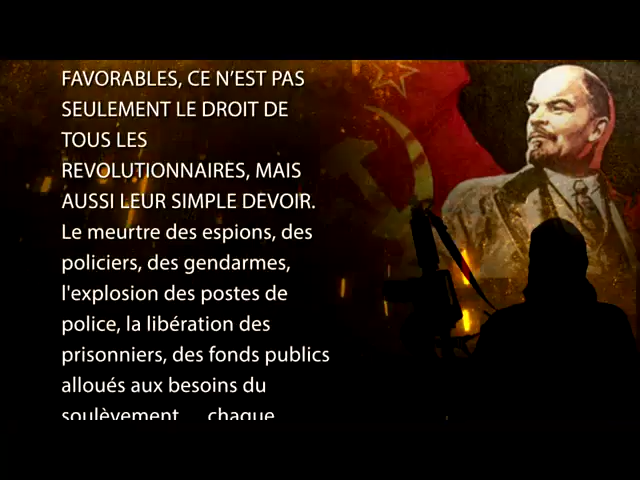 FAVORABLES, CE N’EST PAS
SEULEMENT LE DROIT DE
TOUS LES
REVOLUTIONNAIRES, MAIS
AUSSI LEUR SIMPLE DEVOIR.
Le meurtre des espions, des
policiers, des gendarmes,
l'explosion des postes de
police, la libération des
prisonniers, des fonds publics
alloués aux besoins du
soulèvement ... chaque